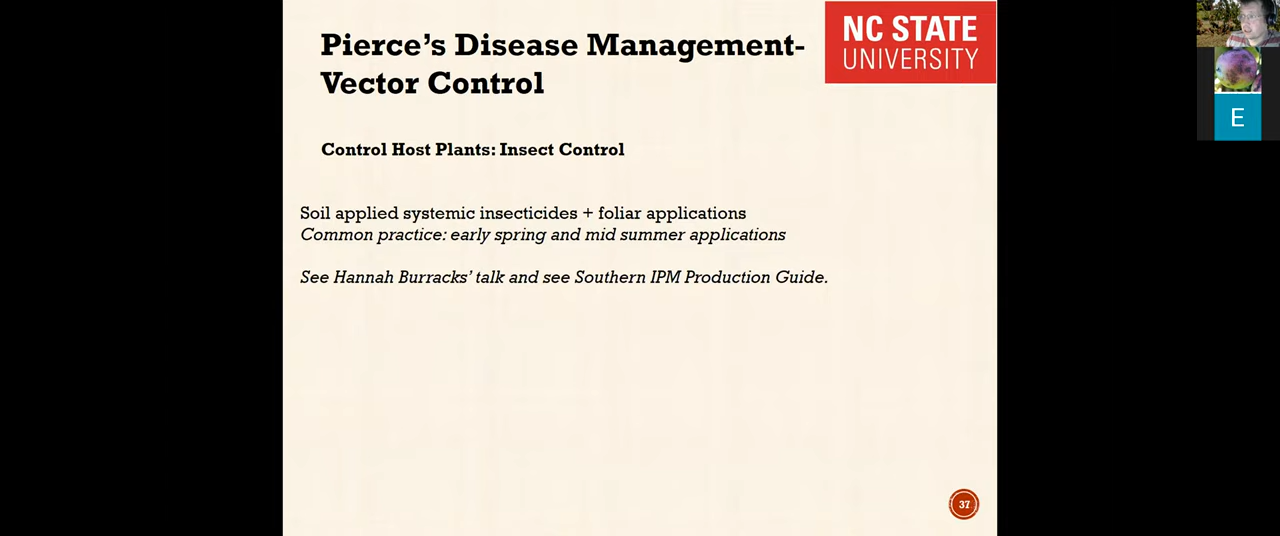 Pierce’s Disease Management-
Vector Control
NC STATE
UNIVERSITY
Control Host Plants: Insect Control
Soil applied systemic insecticides + foliar applications
Common practice: early spring and mid summer applications
See Hannah Burracks’ talk and see Southern IPM Production Guide.
37
E